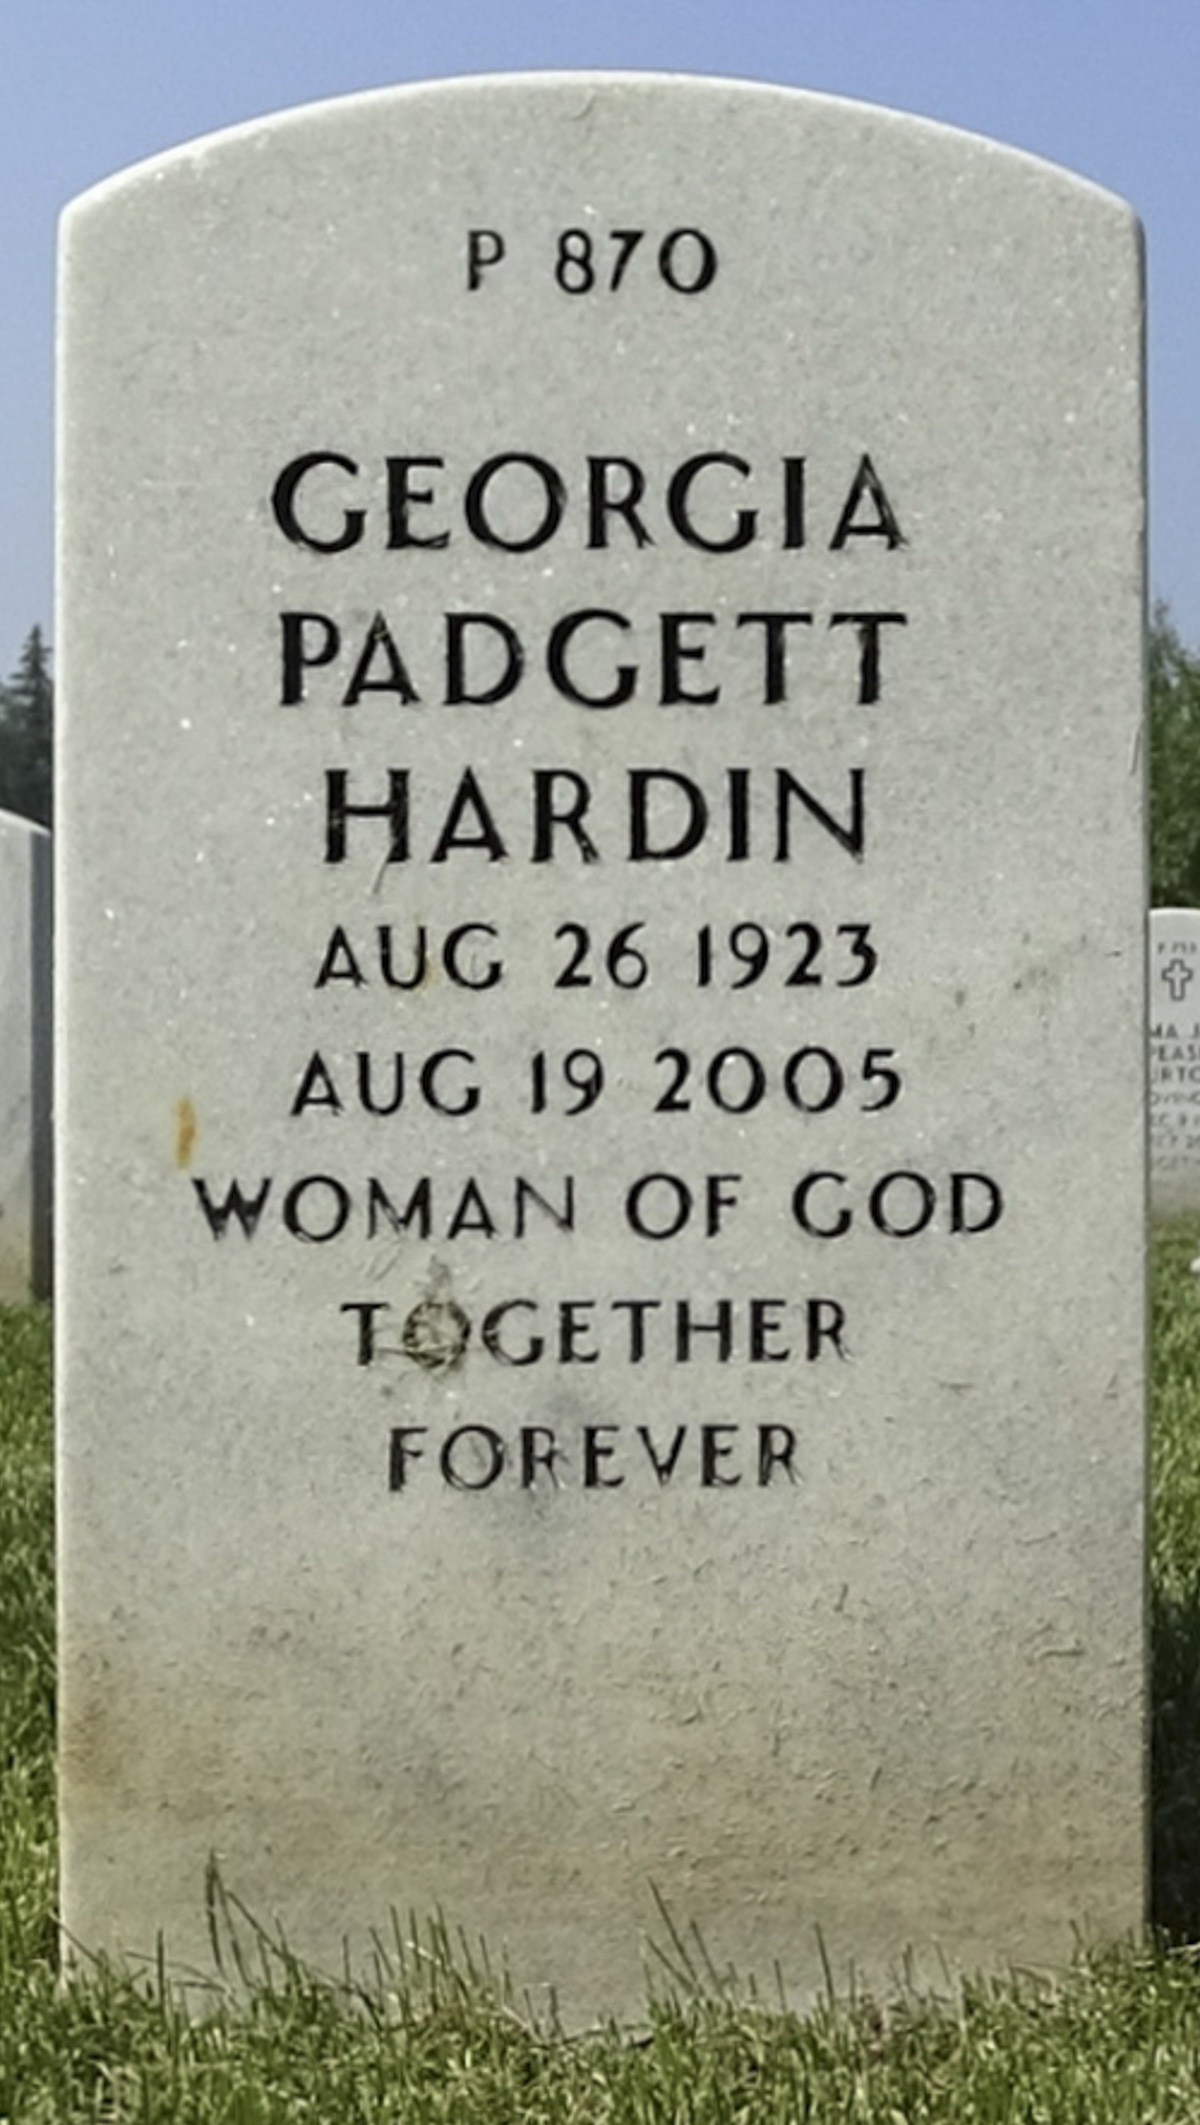 P 870
GEORGIA
PADGETT
HARDIN
AUG 26 1923
AUG 19 2005
WOMAN OF GOD
TOGETHER
FOREVER